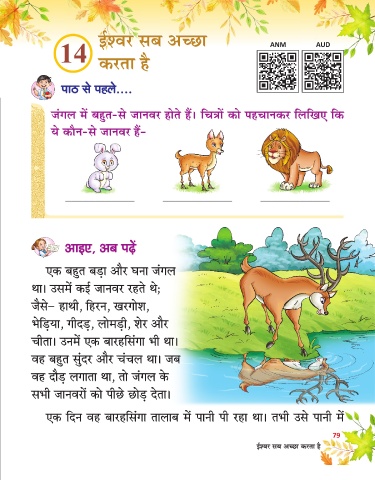 14
ईश्वर सब अच्छा
करता है
ANM
AUD
पाठ से पहले....
जंगल में बहुत-से जानवर होते हैं। चित्रों को पहचानकर लिखिए कि
ये कौन-से जानवर हैं-
आइए, अब पढ़ें
एक बहुत बड़ा और घना जंगल
था। उसमें कई जानवर रहते थे;
जैसे- हाथी, हिरन, खरगोश,
भेड़िया, गीदड़, लोमड़ी, शेर और
चीता। उनमें एक बारहसिंगा भी था।
वह बहुत सुंदर और चंचल था। जब
वह दौड़ लगाता था, तो जंगल के
सभी जानवरों को पीछे छोड़ देता।
एक दिन वह बारहसिंगा तालाब में पानी पी रहा था। तभी उसे पानी में
79
ईश्वर सब अच्छा करता है